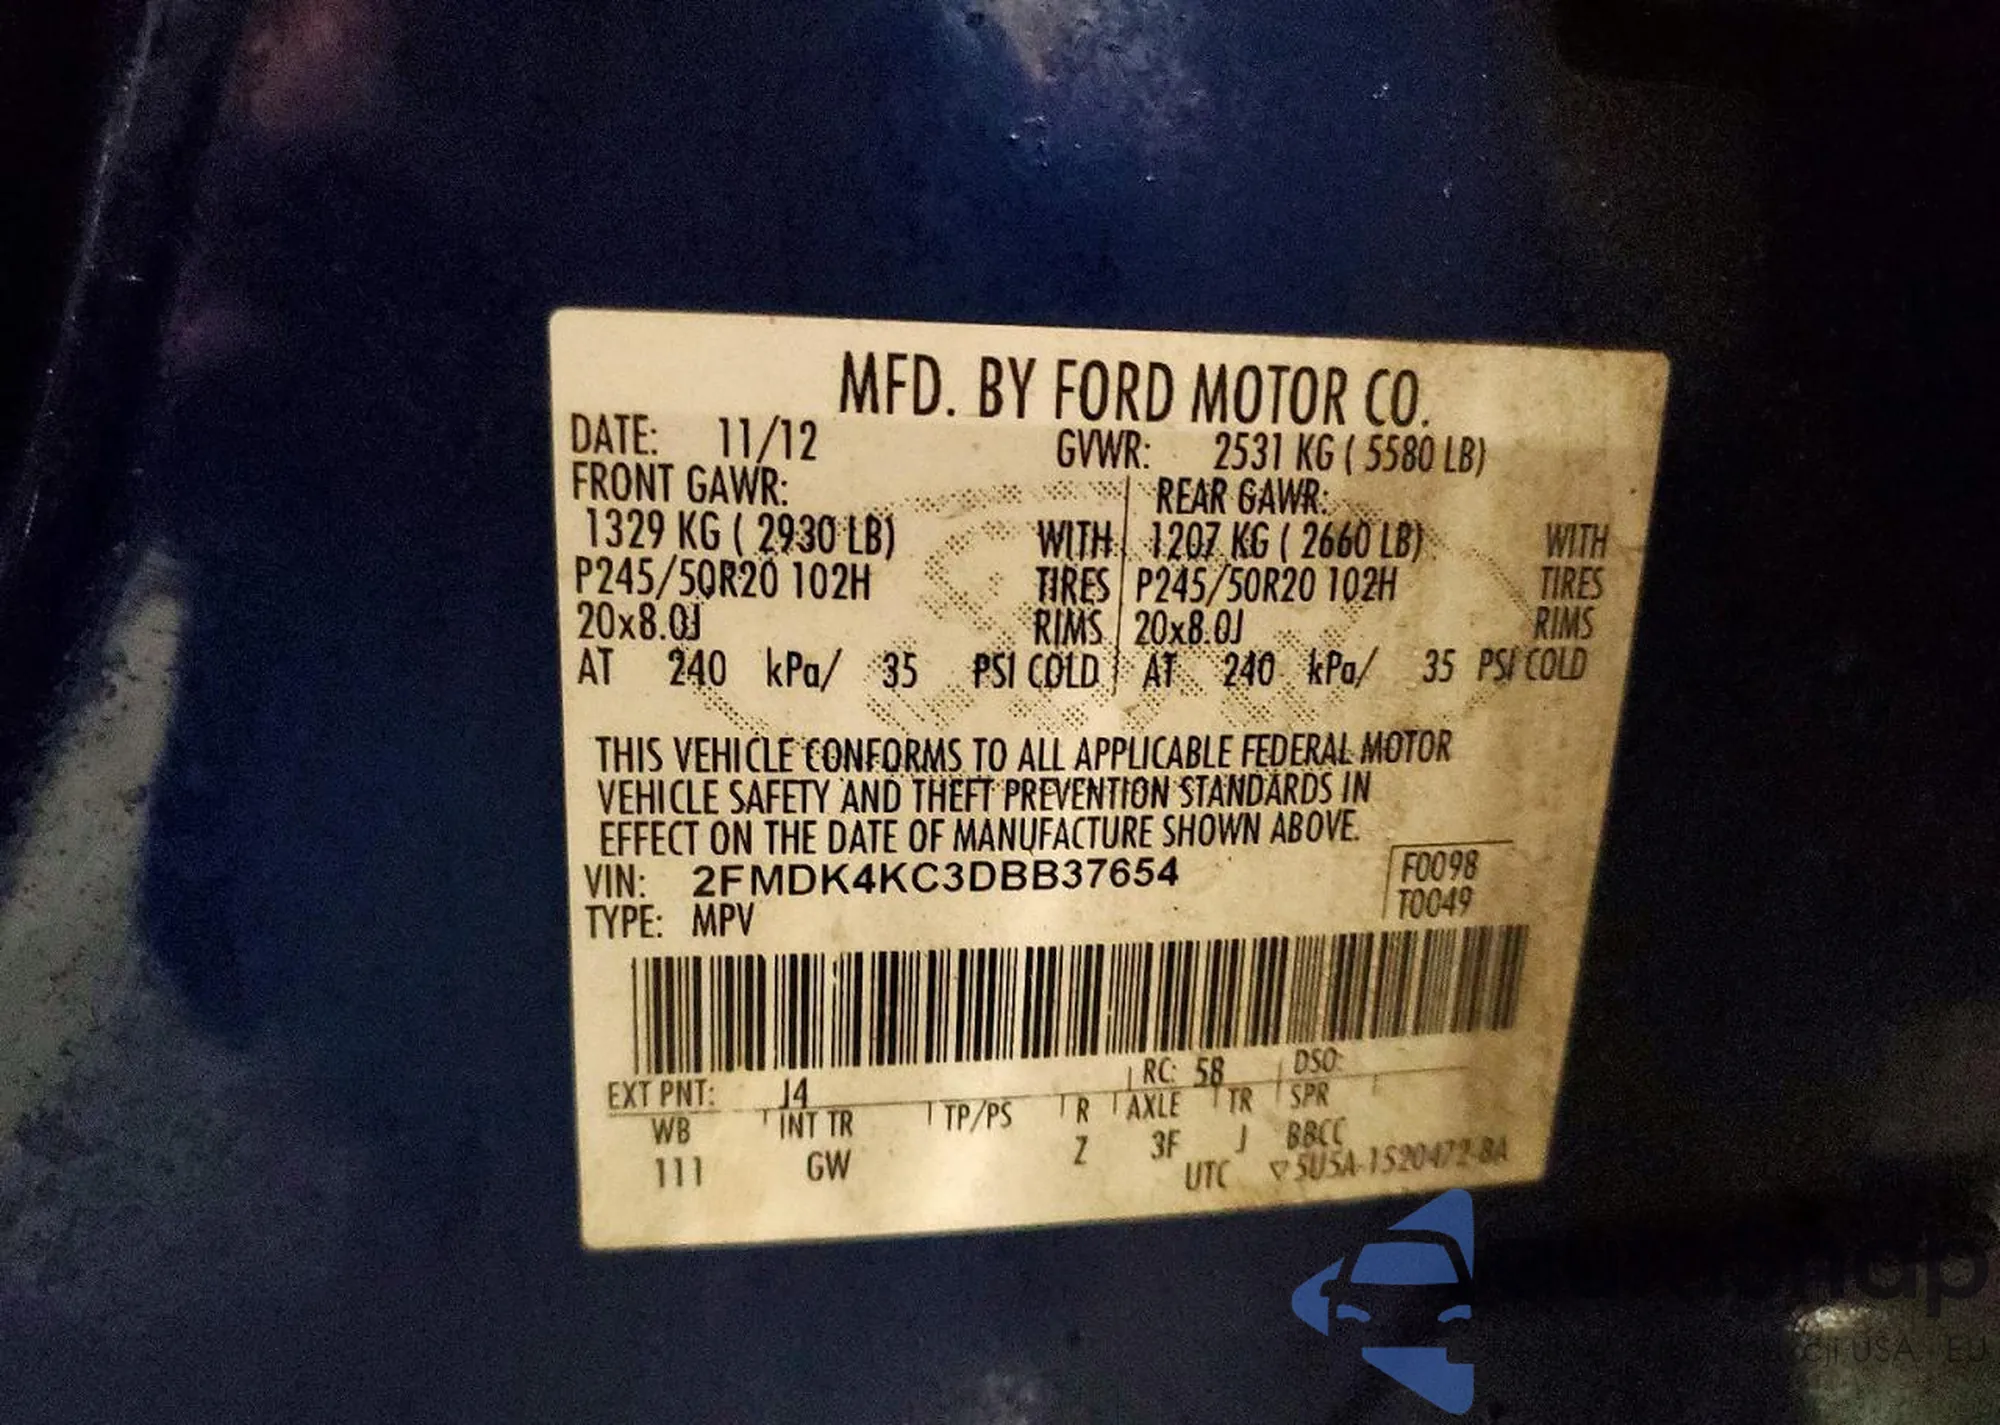 MFD. BY FORD MOTOR CO.
DATE: 11/12 GVWR: 2531 KG ( 5580 LB)
FRONT GAWR: REAR GAWR:
1329 KG ( 2930 LB) WITH 1207 KG ( 2660 LB) WITH
P245/50R20 102H TIRES P245/50R20 102H TIRES
20x8.0J RIMS 20x8.0J RIMS
AT 240 kPa/ 35 PSI COLD AT 240 kPa/ 35 PSI COLD
THIS VEHICLE CONFORMS TO ALL APPLICABLE FEDERAL MOTOR
VEHICLE SAFETY AND THEFT PREVENTION STANDARDS IN
EFFECT ON THE DATE OF MANUFACTURE SHOWN ABOVE.
VIN: 2FMDK4KC3DBB37654 F0098
TYPE: MPV T0049
EXT PNT: J4 RC: 58 DSO:
WB INT TR TP/PS R AXLE TR SPR
111 GW Z 3F J BBCC
UTC ▽5U5A-1520472-BA
USA EU